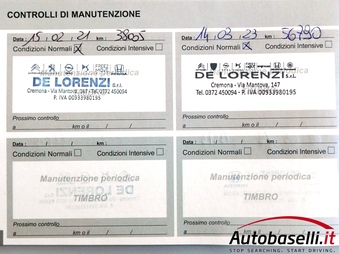 CONTROLLI DI MANUTENZIONE
Data : 15.02.21 km : 38005
Condizioni Normali Condizioni Intensive
DE LORENZI S.r.l.
Cremona - Via Mantova, 147 - Tel. 0372 450094
P. IVA 00933980195
Prossimo controllo :
a km o il / /
Data : 14.03.23 km : 56790
Condizioni Normali Condizioni Intensive
DE LORENZI S.r.l.
Cremona - Via Mantova, 147
Tel. 0372 450094 - P. IVA 00933980195
Prossimo controllo :
a km o il / /
Data : km :
Condizioni Normali Condizioni Intensive
Manutenzione periodica
TIMBRO
Prossimo controllo :
a km o il / /
Data : km :
Condizioni Normali Condizioni Intensive
Manutenzione periodica
TIMBRO
Prossimo controllo :
a km
Autobaselli.it
STOP SEARCHING. START DRIVING.